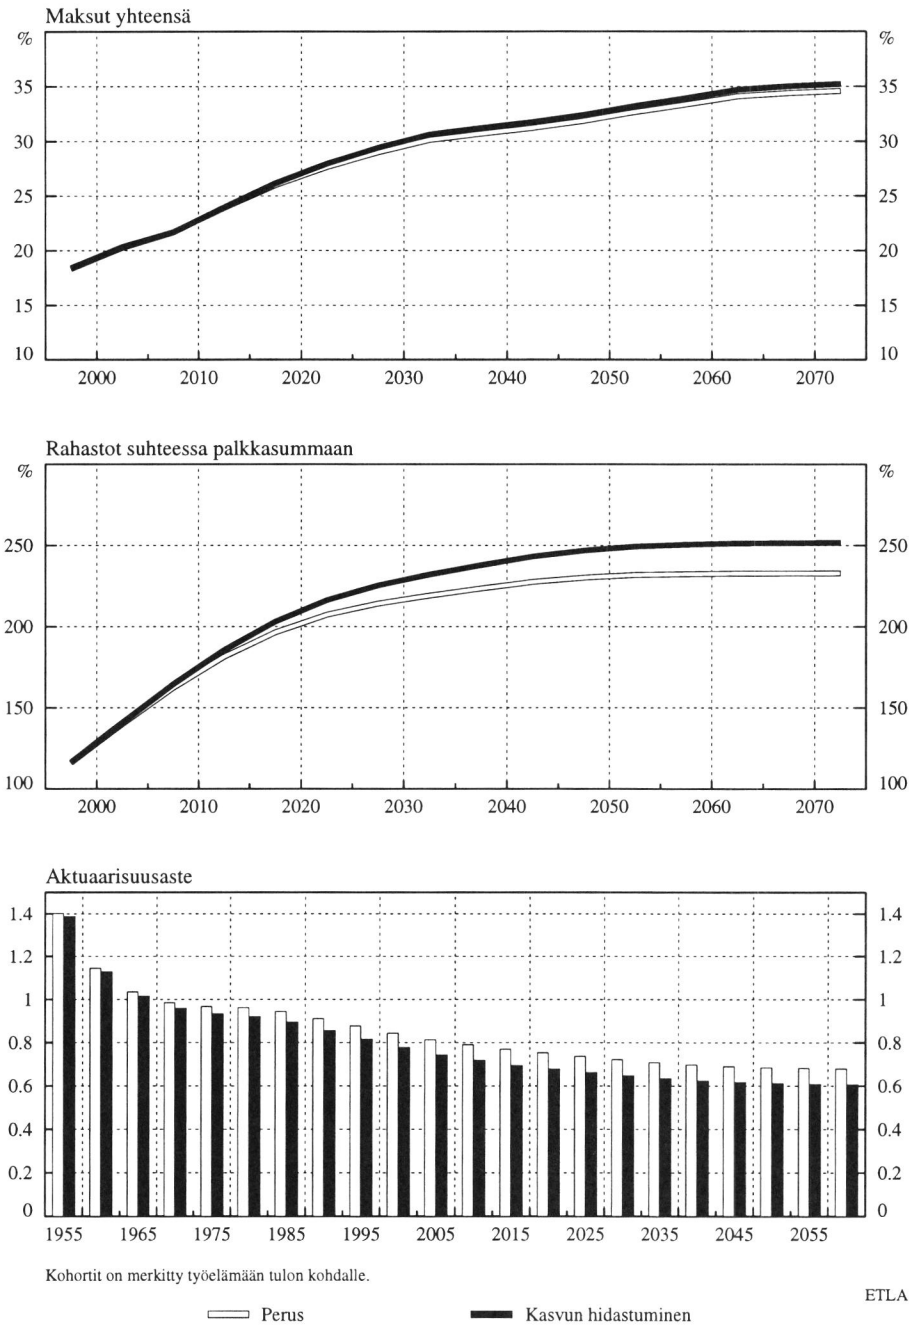 Maksut yhteensä
% %
35 35
30 30
25 25
20 20
15 15
10 10
2000 2010 2020 2030 2040 2050 2060 2070
Rahastot suhteessa palkkasummaan
% %
250 250
200 200
150 150
100 100
2000 2010 2020 2030 2040 2050 2060 2070
Aktuaarisuusaste
1.4 1.4
1.2 1.2
1 1
0.8 0.8
0.6 0.6
0.4 0.4
0.2 0.2
0 0
1955 1965 1975 1985 1995 2005 2015 2025 2035 2045 2055
Kohortit on merkitty työelämään tulon kohdalle.
ETLA
Perus Kasvun hidastuminen